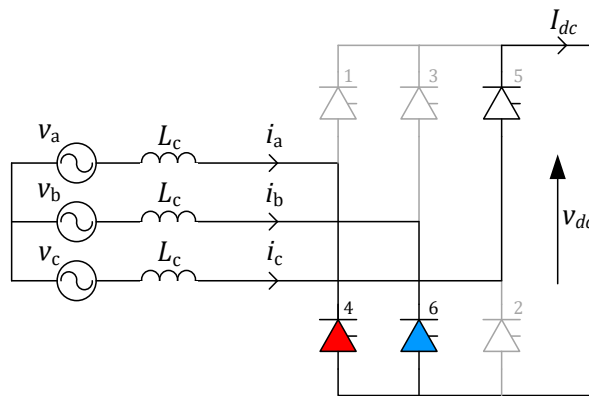 I_dc
1 3 5
v_a L_c i_a
v_b L_c i_b
v_dc
v_c L_c i_c
4 6 2